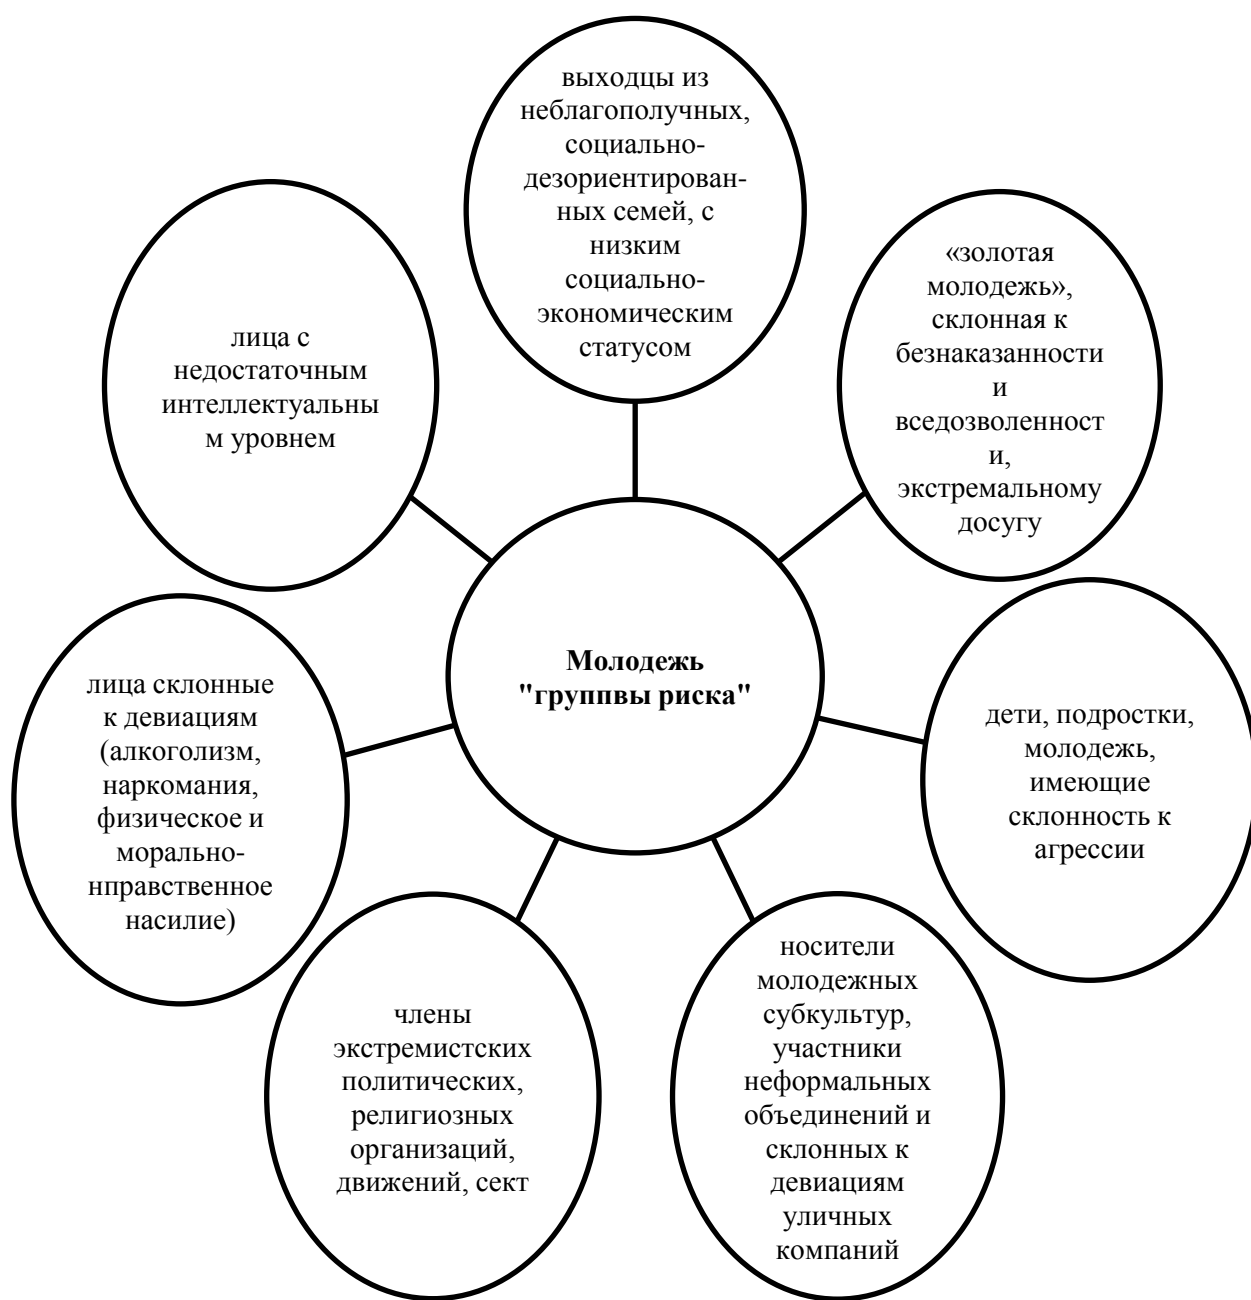 выходцы из
неблагополучных,
социально-
дезориентирован-
ных семей, с
низким
социально-
экономическим
статусом
«золотая
молодежь»,
склонная к
безнаказанности
и
вседозволенност
и,
экстремальному
досугу
лица с
недостаточным
интеллектуальны
м уровнем
Молодежь
"группвы риска"
дети, подростки,
молодежь,
имеющие
склонность к
агрессии
лица склонные
к девиациям
(алкоголизм,
наркомания,
физическое и
морально-
нправственное
насилие)
носители
молодежных
субкультур,
участники
неформальных
объединений и
склонных к
девиациям
уличных
компаний
члены
экстремистских
политических,
религиозных
организаций,
движений, сект